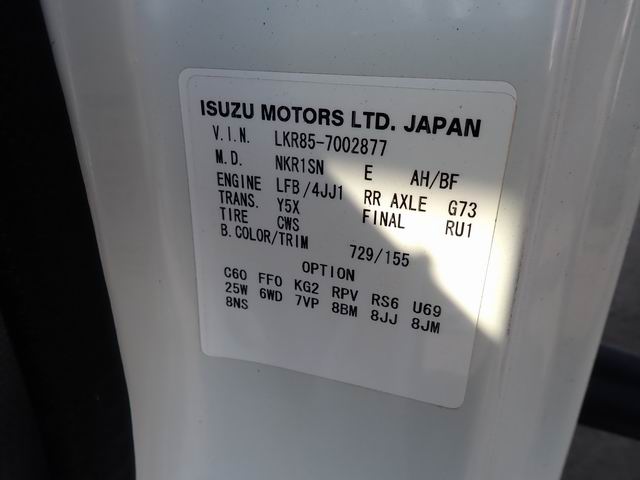 ISUZU MOTORS LTD. JAPAN
V.I.N. LKR85-7002877
M.D. NKR1SN E AH/BF
ENGINE LFB/4JJ1 RR AXLE G73
TRANS. Y5X FINAL RU1
TIRE CWS
B.COLOR/TRIM 729/155
OPTION
C60 FF0 KG2 RPV RS6 U69
25W 6WD 7VP 8BM 8JJ 8JM
8NS